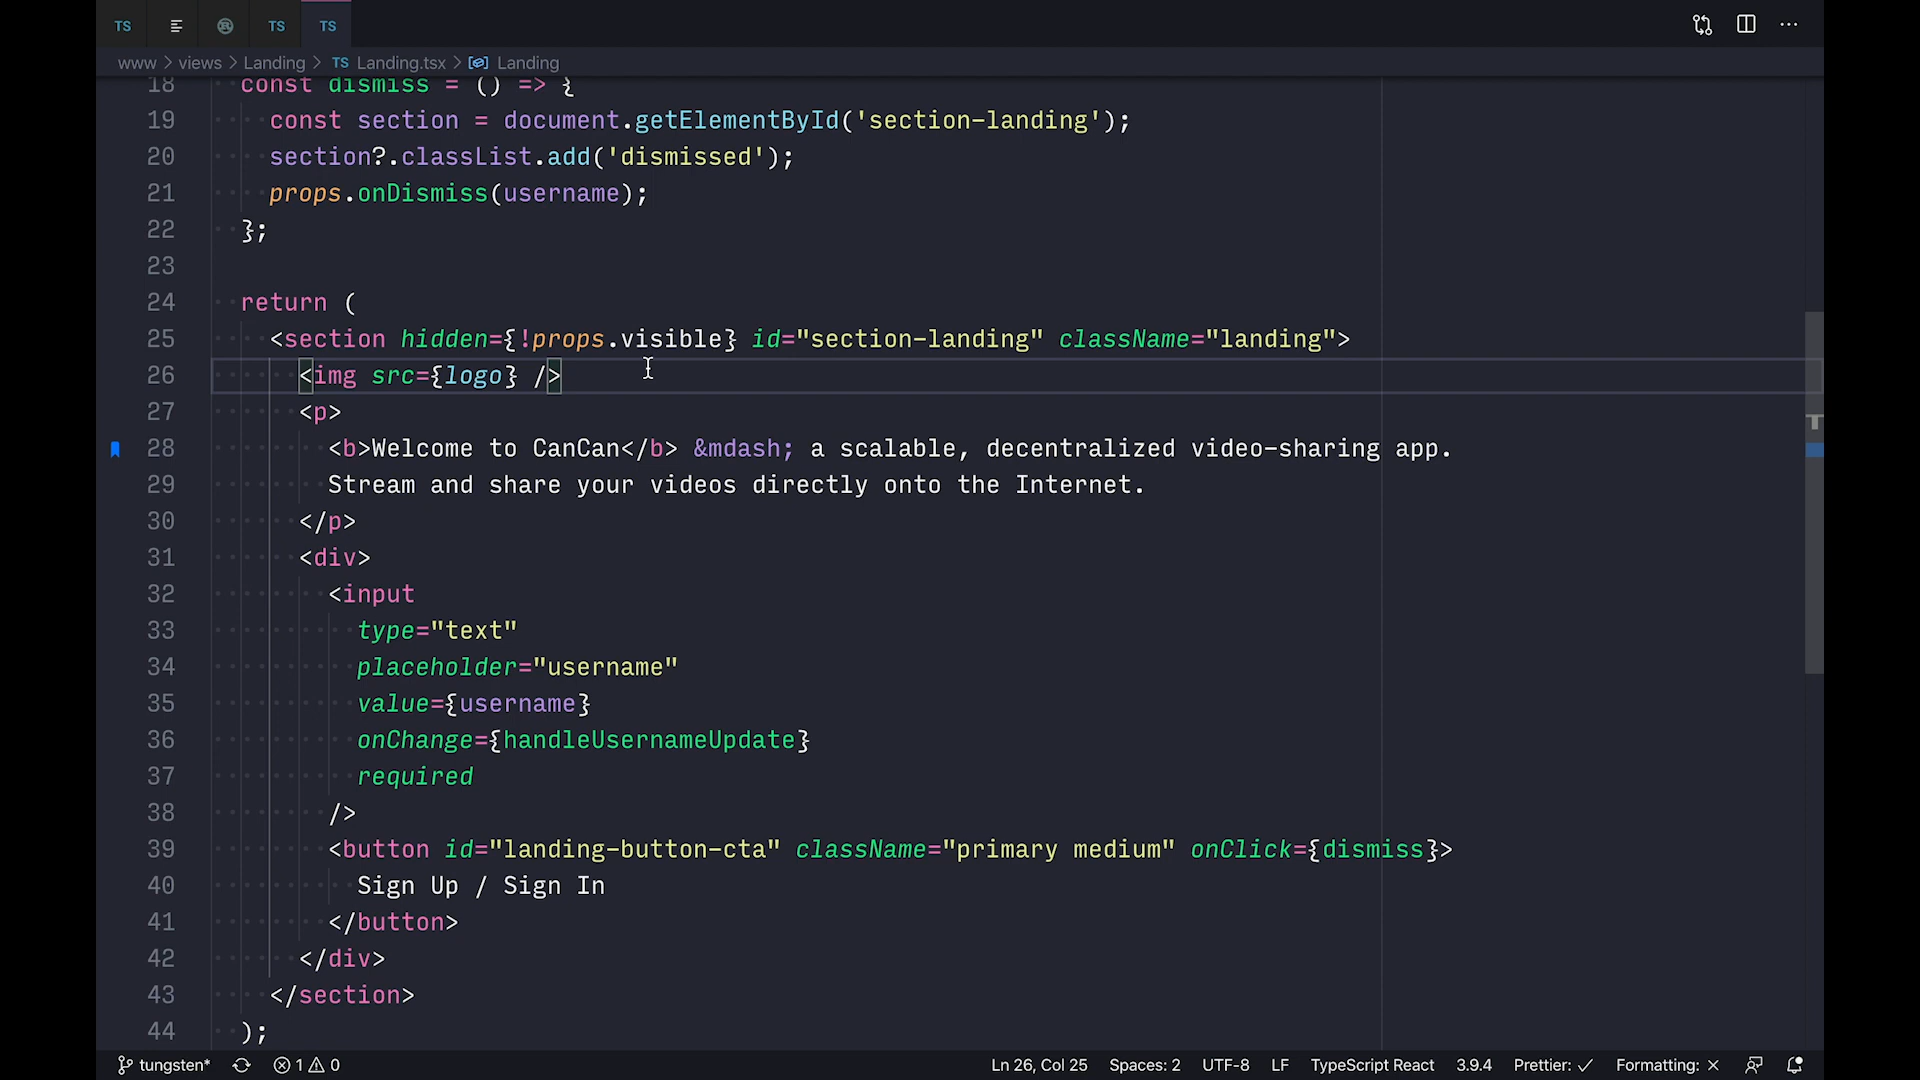 TS TS TS
www > views > Landing > TS Landing.tsx > Landing
18 const dismiss = () => {
19 const section = document.getElementById('section-landing');
20 section?.classList.add('dismissed');
21 props.onDismiss(username);
22 };
23
24 return (
25 <section hidden={!props.visible} id="section-landing" className="landing">
26 <img src={logo} />
27 <p>
28 <b>Welcome to CanCan</b> &mdash; a scalable, decentralized video-sharing app.
29 Stream and share your videos directly onto the Internet.
30 </p>
31 <div>
32 <input
33 type="text"
34 placeholder="username"
35 value={username}
36 onChange={handleUsernameUpdate}
37 required
38 />
39 <button id="landing-button-cta" className="primary medium" onClick={dismiss}>
40 Sign Up / Sign In
41 </button>
42 </div>
43 </section>
44 );
tungsten* 1 0 Ln 26, Col 25 Spaces: 2 UTF-8 LF TypeScript React 3.9.4 Prettier: ✓ Formatting: ×